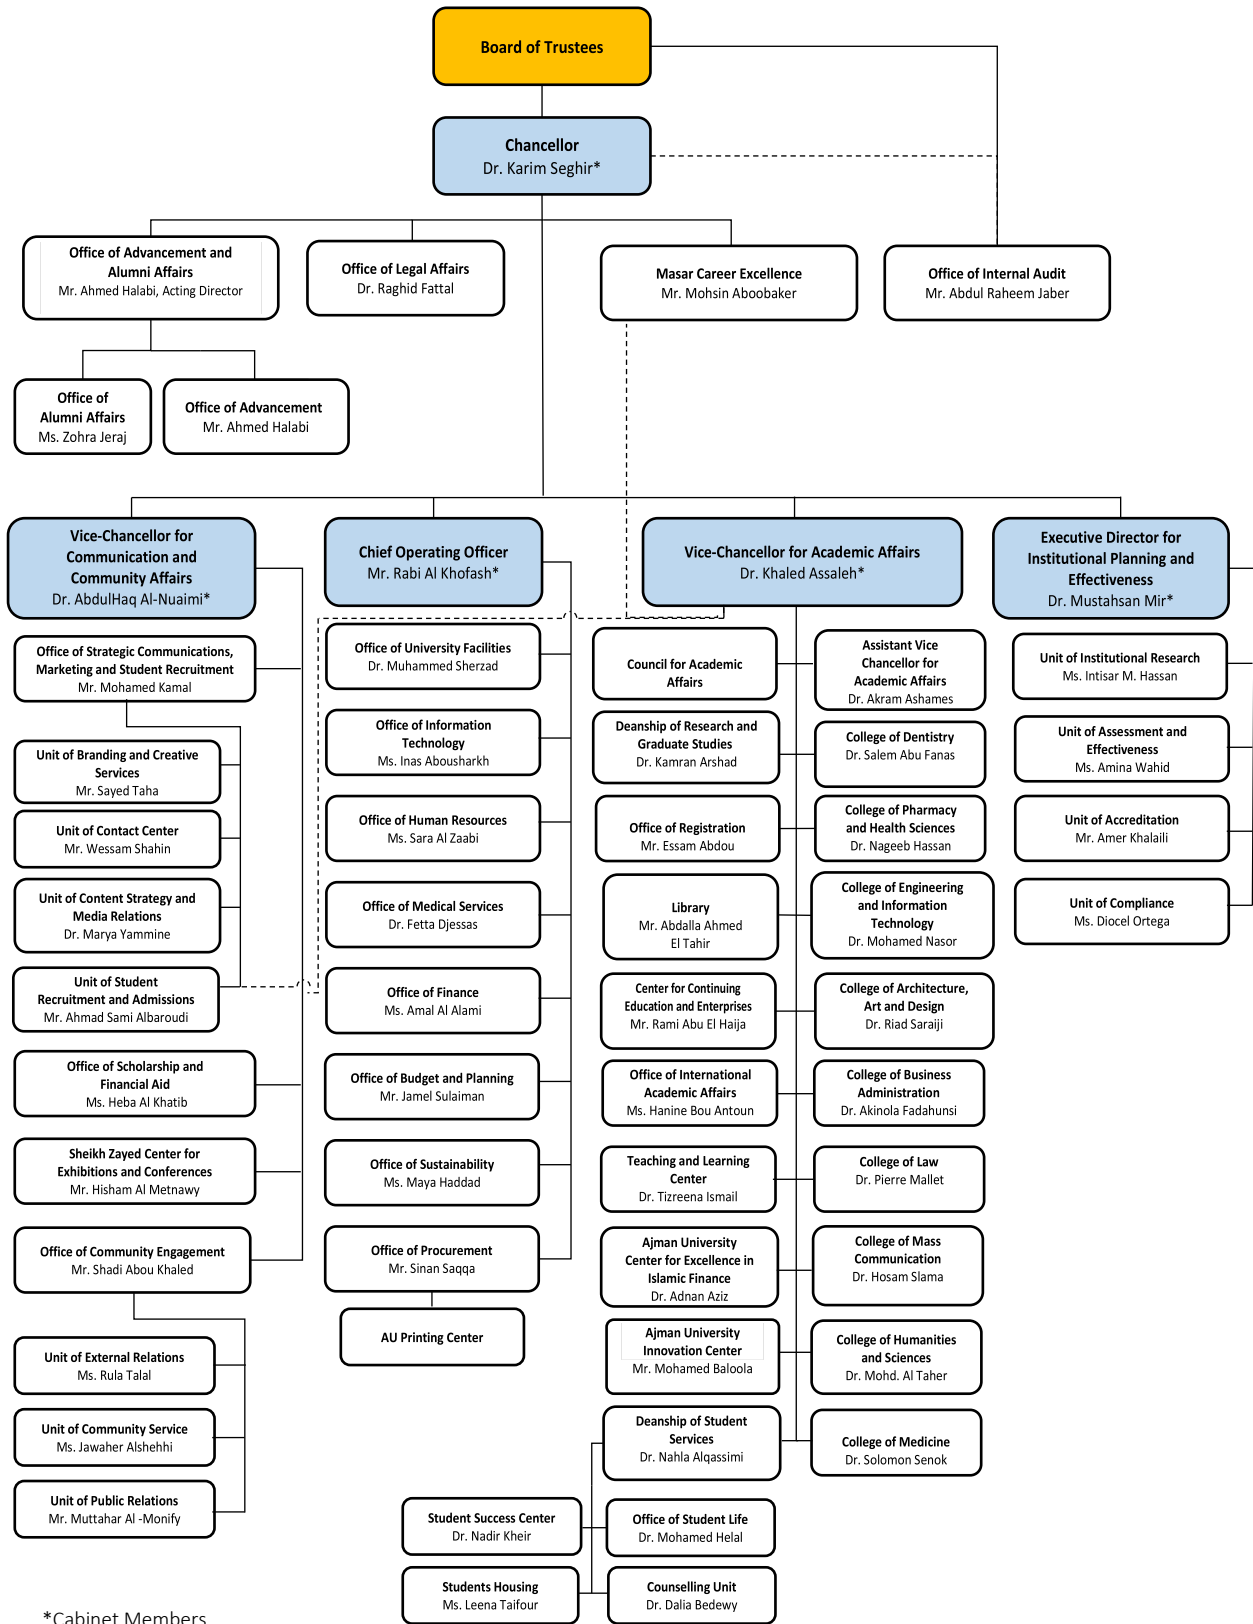 Board of Trustees
Chancellor
Dr. Karim Seghir*
Office of Advancement and
Alumni Affairs
Mr. Ahmed Halabi, Acting Director
Office of Legal Affairs
Dr. Raghid Fattal
Masar Career Excellence
Mr. Mohsin Aboobaker
Office of Internal Audit
Mr. Abdul Raheem Jaber
Office of
Alumni Affairs
Ms. Zohra Jeraj
Office of Advancement
Mr. Ahmed Halabi
Vice-Chancellor for
Communication and
Community Affairs
Dr. AbdulHaq Al-Nuaimi*
Chief Operating Officer
Mr. Rabi Al Khofash*
Vice-Chancellor for Academic Affairs
Dr. Khaled Assaleh*
Executive Director for
Institutional Planning and
Effectiveness
Dr. Mustahsan Mir*
Office of Strategic Communications,
Marketing and Student Recruitment
Mr. Mohamed Kamal
Unit of Branding and Creative
Services
Mr. Sayed Taha
Unit of Contact Center
Mr. Wessam Shahin
Unit of Content Strategy and
Media Relations
Dr. Marya Yammine
Unit of Student
Recruitment and Admissions
Mr. Ahmad Sami Albaroudi
Office of Scholarship and
Financial Aid
Ms. Heba Al Khatib
Sheikh Zayed Center for
Exhibitions and Conferences
Mr. Hisham Al Metnawy
Office of Community Engagement
Mr. Shadi Abou Khaled
Unit of External Relations
Ms. Rula Talal
Unit of Community Service
Ms. Jawaher Alshehhi
Unit of Public Relations
Mr. Muttahar Al -Monify
Office of University Facilities
Dr. Muhammed Sherzad
Office of Information
Technology
Ms. Inas Abousharkh
Office of Human Resources
Ms. Sara Al Zaabi
Office of Medical Services
Dr. Fetta Djessas
Office of Finance
Ms. Amal Al Alami
Office of Budget and Planning
Mr. Jamel Sulaiman
Office of Sustainability
Ms. Maya Haddad
Office of Procurement
Mr. Sinan Saqqa
AU Printing Center
Council for Academic
Affairs
Deanship of Research and
Graduate Studies
Dr. Kamran Arshad
Office of Registration
Mr. Essam Abdou
Library
Mr. Abdalla Ahmed
El Tahir
Center for Continuing
Education and Enterprises
Mr. Rami Abu El Haija
Office of International
Academic Affairs
Ms. Hanine Bou Antoun
Teaching and Learning
Center
Dr. Tizreena Ismail
Ajman University
Center for Excellence in
Islamic Finance
Dr. Adnan Aziz
Ajman University
Innovation Center
Mr. Mohamed Baloola
Deanship of Student
Services
Dr. Nahla Alqassimi
Assistant Vice
Chancellor for
Academic Affairs
Dr. Akram Ashames
College of Dentistry
Dr. Salem Abu Fanas
College of Pharmacy
and Health Sciences
Dr. Nageeb Hassan
College of Engineering
and Information
Technology
Dr. Mohamed Nasor
College of Architecture,
Art and Design
Dr. Riad Saraiji
College of Business
Administration
Dr. Akinola Fadahunsi
College of Law
Dr. Pierre Mallet
College of Mass
Communication
Dr. Hosam Slama
College of Humanities
and Sciences
Dr. Mohd. Al Taher
College of Medicine
Dr. Solomon Senok
Student Success Center
Dr. Nadir Kheir
Office of Student Life
Dr. Mohamed Helal
Students Housing
Ms. Leena Taifour
Counselling Unit
Dr. Dalia Bedewy
Unit of Institutional Research
Ms. Intisar M. Hassan
Unit of Assessment and
Effectiveness
Ms. Amina Wahid
Unit of Accreditation
Mr. Amer Khalaili
Unit of Compliance
Ms. Diocel Ortega
*Cabinet Members